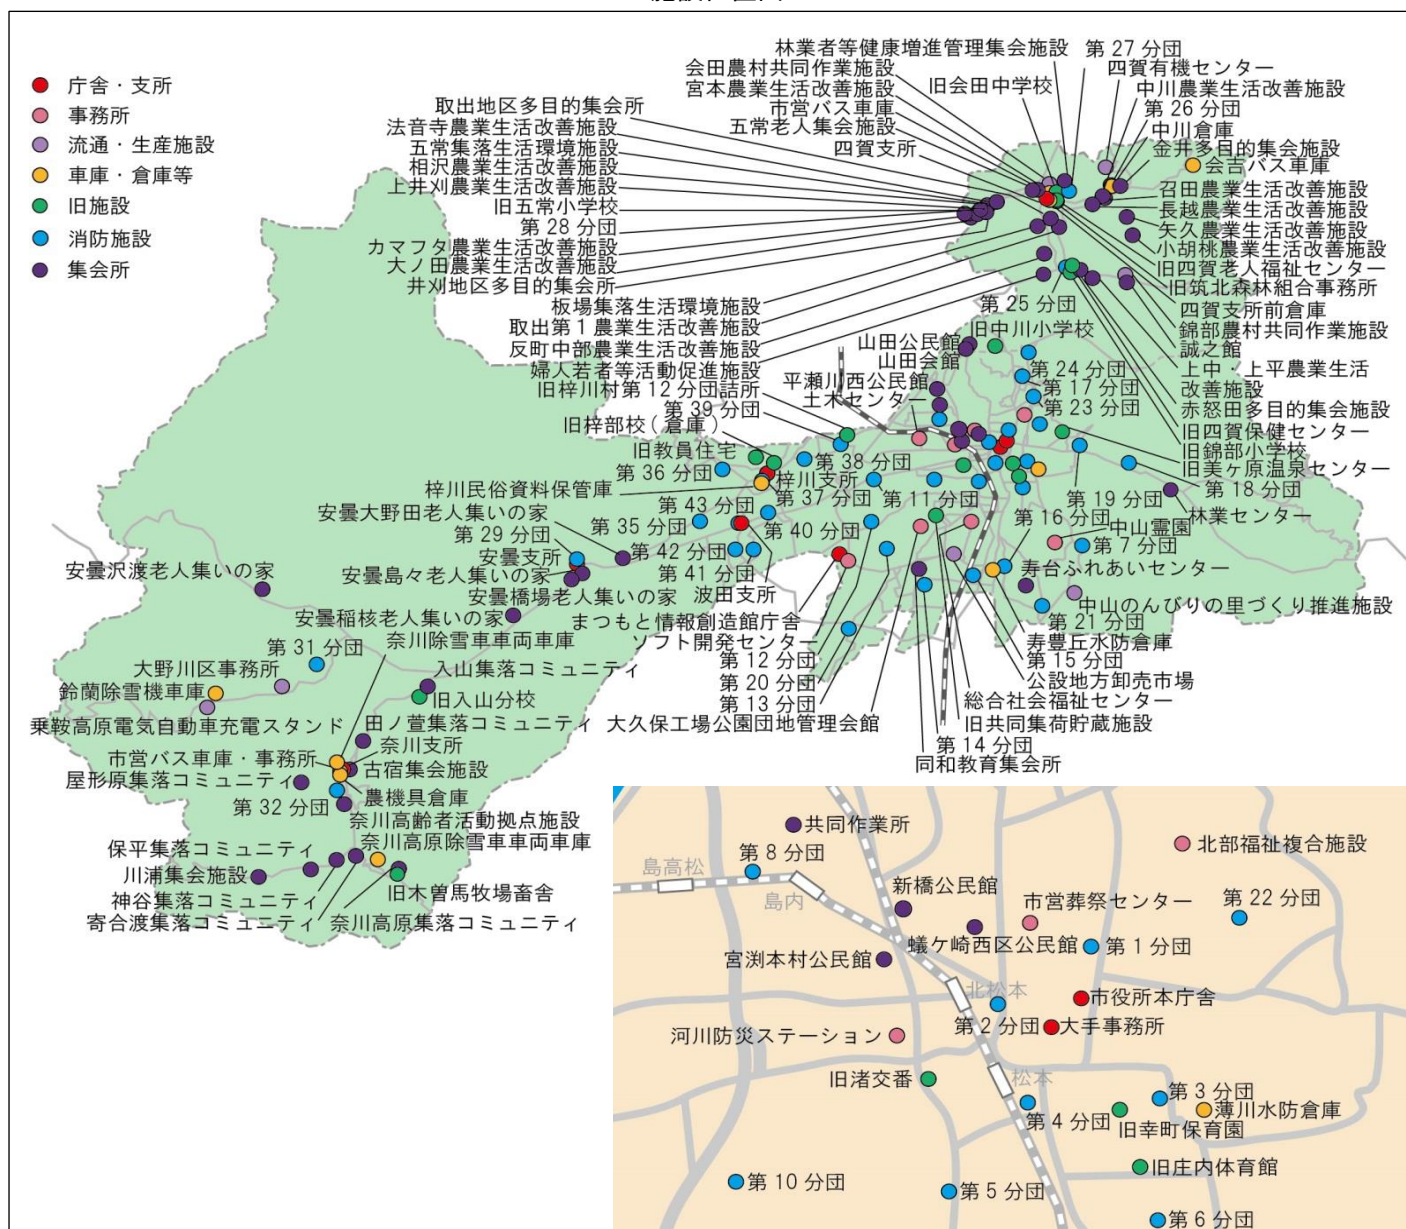 庁舎・支所
事務所
流通・生産施設
車庫・倉庫等
旧施設
消防施設
集会所
林業者等健康増進管理集会施設
第 27 分団
会田農村共同作業施設
旧会田中学校
四賀有機センター
宮本農業生活改善施設
中川農業生活改善施設
取出地区多目的集会所
市営バス車庫
第 26 分団
法音寺農業生活改善施設
五常老人集会施設
中川倉庫
五常集落生活環境施設
四賀支所
金井多目的集会施設
相沢農業生活改善施設
会吉バス車庫
上井刈農業生活改善施設
召田農業生活改善施設
旧五常小学校
長越農業生活改善施設
第 28 分団
矢久農業生活改善施設
カマフタ農業生活改善施設
小胡桃農業生活改善施設
大ノ田農業生活改善施設
旧四賀老人福祉センター
井刈地区多目的集会所
旧筑北森林組合事務所
板場集落生活環境施設
第 25 分団
四賀支所前倉庫
取出第１農業生活改善施設
旧中川小学校
錦部農村共同作業施設
反町中部農業生活改善施設
山田公民館
誠之館
婦人若者等活動促進施設
山田会館
上中・上平農業生活
改善施設
旧梓川村第 12 分団詰所
平瀬川西公民館
第 24 分団
土木センター
第 17 分団
赤怒田多目的集会施設
第 39 分団
第 23 分団
旧四賀保健センター
旧梓部校(倉庫)
旧錦部小学校
旧教員住宅
旧美ヶ原温泉センター
第 36 分団
第 38 分団
梓川支所
第 18 分団
梓川民俗資料保管庫
第 37 分団
第 11 分団
第 19 分団
林業センター
第 43 分団
第 16 分団
安曇大野田老人集いの家
第 35 分団
第 40 分団
中山霊園
第 29 分団
安曇支所
第 42 分団
第 7 分団
安曇沢渡老人集いの家
安曇島々老人集いの家
第 41 分団
寿台ふれあいセンター
安曇橋場老人集いの家
波田支所
安曇稲核老人集いの家
まつもと情報創造館庁舎
中山のんびりの里づくり推進施設
奈川除雪車車両車庫
ソフト開発センター
第 21 分団
第 31 分団
第 12 分団
寿豊丘水防倉庫
大野川区事務所
入山集落コミュニティ
第 20 分団
第 15 分団
鈴蘭除雪機車庫
旧入山分校
第 13 分団
公設地方卸売市場
総合社会福祉センター
乗鞍高原電気自動車充電スタンド
田ノ萱集落コミュニティ
大久保工場公園団地管理会館
旧共同集荷貯蔵施設
奈川支所
第 14 分団
市営バス車庫・事務所
古宿集会施設
同和教育集会所
屋形原集落コミュニティ
農機具倉庫
第 32 分団
奈川高齢者活動拠点施設
奈川高原除雪車車両車庫
保平集落コミュニティ
川浦集会施設
旧木曽馬牧場畜舎
神谷集落コミュニティ
寄合渡集落コミュニティ
奈川高原集落コミュニティ
共同作業所
北部福祉複合施設
第 8 分団
島高松
島内
新橋公民館
市営葬祭センター
第 22 分団
蟻ケ崎西区公民館
第 1 分団
宮渕本村公民館
北松本
市役所本庁舎
第 2 分団
大手事務所
河川防災ステーション
旧渚交番
松本
第 3 分団
第 4 分団
薄川水防倉庫
旧幸町保育園
旧庄内体育館
第 10 分団
第 5 分団
第 6 分団